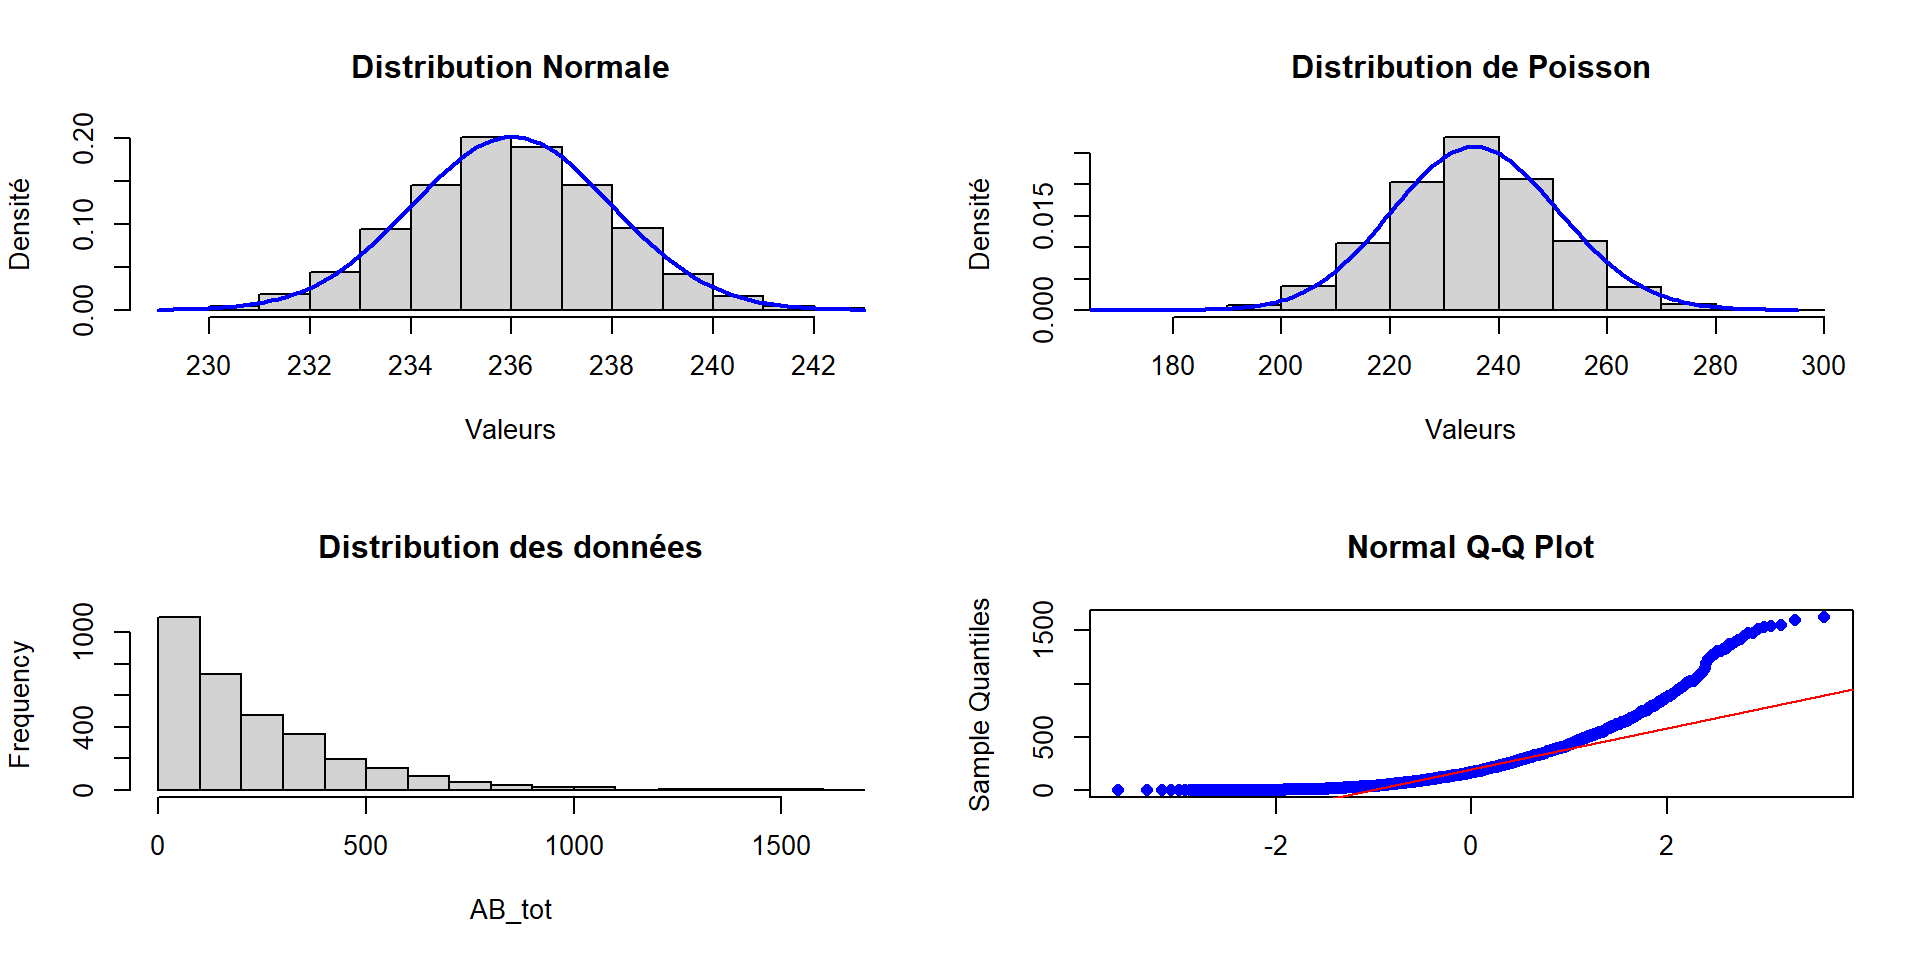 Distribution Normale
Densité
0.00 0.10 0.20
230 232 234 236 238 240 242
Valeurs
Distribution de Poisson
Densité
0.000 0.015
180 200 220 240 260 280 300
Valeurs
Distribution des données
Frequency
0 400 1000
0 500 1000 1500
AB_tot
Normal Q-Q Plot
Sample Quantiles
0 500 1500
-2 0 2